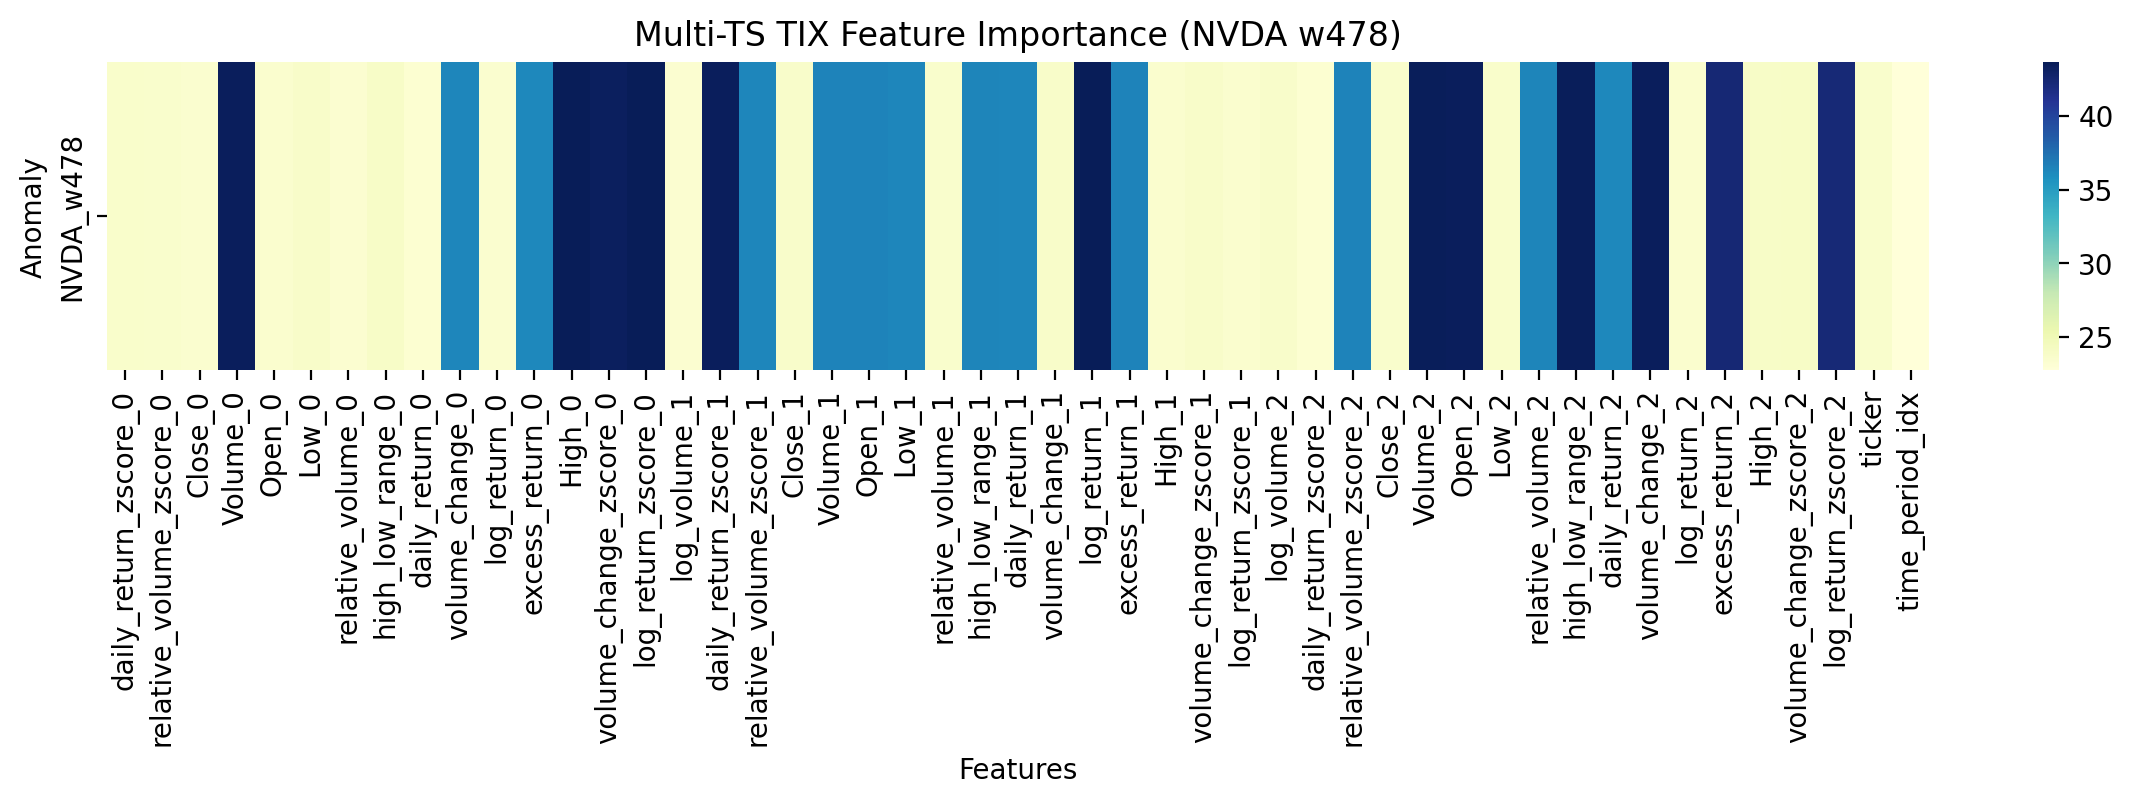 Multi-TS TIX Feature Importance (NVDA w478)
Anomaly
NVDA_w478
daily_return_zscore_0
relative_volume_zscore_0
Close_0
Volume_0
Open_0
Low_0
relative_volume_0
high_low_range_0
daily_return_0
volume_change_0
log_return_0
excess_return_0
High_0
volume_change_zscore_0
log_return_zscore_0
log_volume_1
daily_return_zscore_1
relative_volume_zscore_1
Close_1
Volume_1
Open_1
Low_1
relative_volume_1
high_low_range_1
daily_return_1
volume_change_1
log_return_1
excess_return_1
High_1
volume_change_zscore_1
log_return_zscore_1
log_volume_2
daily_return_zscore_2
relative_volume_zscore_2
Close_2
Volume_2
Open_2
Low_2
relative_volume_2
high_low_range_2
daily_return_2
volume_change_2
log_return_2
excess_return_2
High_2
volume_change_zscore_2
log_return_zscore_2
ticker
time_period_idx
Features
40
35
30
25